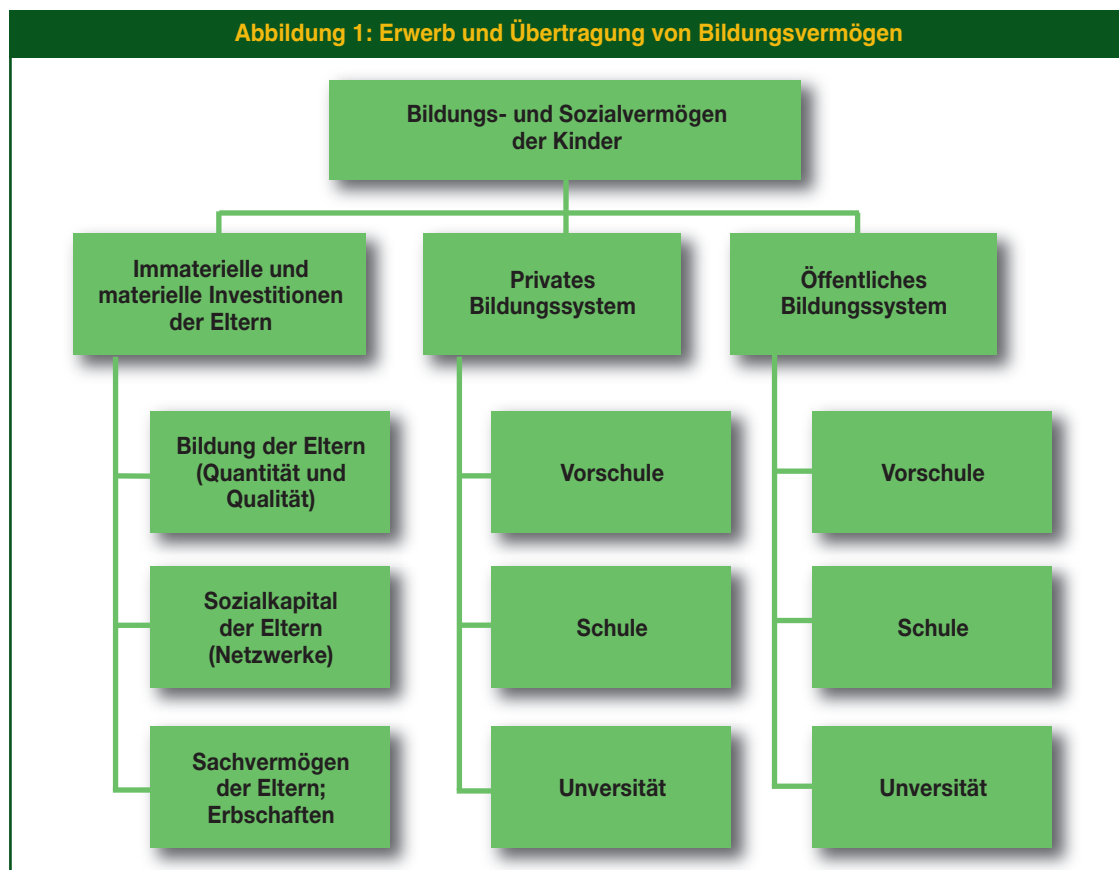 Abbildung 1: Erwerb und Übertragung von Bildungsvermögen
Bildungs- und Sozialvermögen
der Kinder
Immaterielle und
materielle Investitionen
der Eltern
Privates
Bildungssystem
Öffentliches
Bildungssystem
Bildung der Eltern
(Quantität und
Qualität)
Vorschule
Vorschule
Sozialkapital
der Eltern
(Netzwerke)
Schule
Schule
Sachvermögen
der Eltern;
Erbschaften
Unversität
Unversität